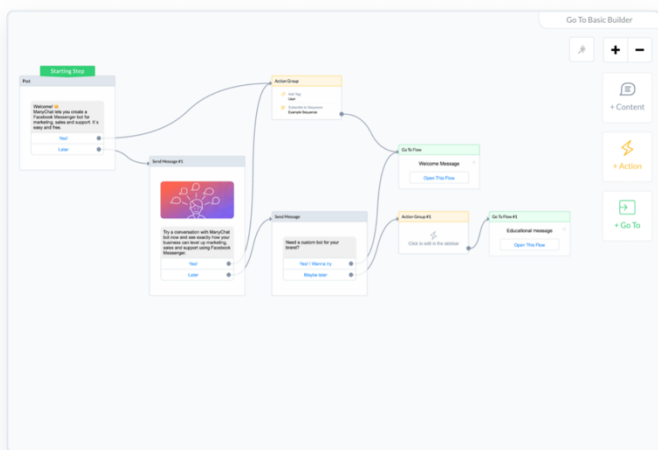 Go To Basic Builder
Starting Step
Post
Welcome!
ManyChat lets you create a
Facebook Messenger bot for
marketing, sales and support. It's
easy and free.
Yes!
Later
Send Message #1
Try a conversation with ManyChat
bot now and see exactly how your
business can level up marketing,
sales and support using Facebook
Messenger.
Yes!
Later
Action Group
Add Tag
User
Subscribe to Sequence
Example Sequence
Send Message
Need a custom bot for your
brand?
Yes! I Wanna try
Maybe later
Go To Flow
Welcome Message
Open This Flow
Action Group #1
Click to edit in the sidebar
Go To Flow #1
Educational message
Open This Flow
+ Content
+ Action
+ Go To